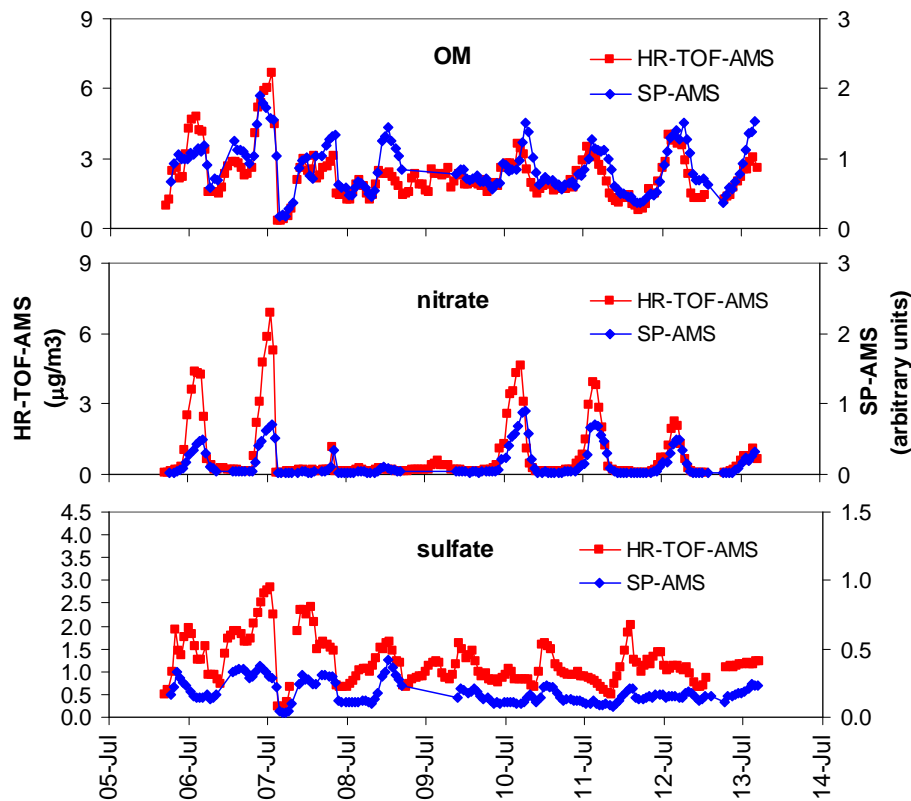 9
3
OM
HR-TOF-AMS
SP-AMS
6
2
3
1
0
0
9
3
nitrate
HR-TOF-AMS
SP-AMS
6
2
3
1
0
0
HR-TOF-AMS
(µg/m3)
SP-AMS
(arbitrary units)
4.5
1.5
4.0
sulfate
HR-TOF-AMS
SP-AMS
3.5
3.0
1.0
2.5
2.0
1.5
0.5
1.0
0.5
0.0
0.0
05-Jul
06-Jul
07-Jul
08-Jul
09-Jul
10-Jul
11-Jul
12-Jul
13-Jul
14-Jul